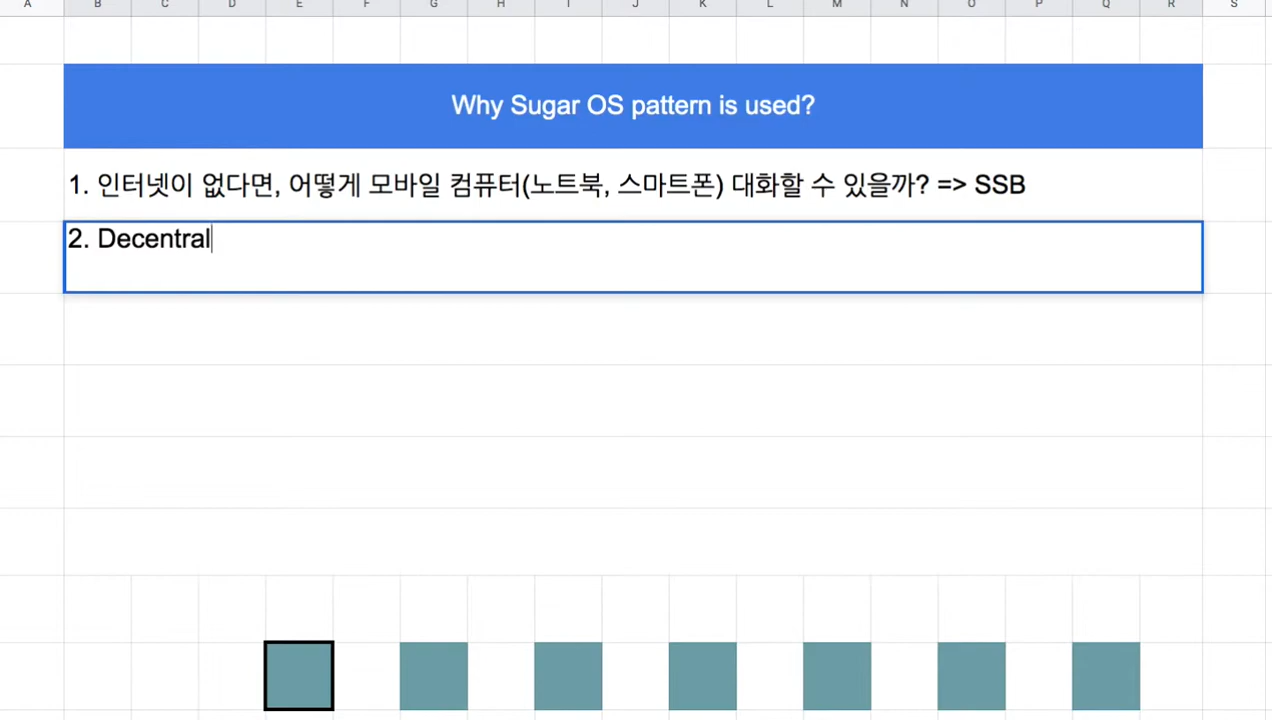 A B C D E F G H I J K L M N O P Q R S
Why Sugar OS pattern is used?
1. 인터넷이 없다면, 어떻게 모바일 컴퓨터(노트북, 스마트폰) 대화할 수 있을까? => SSB
2. Decentral